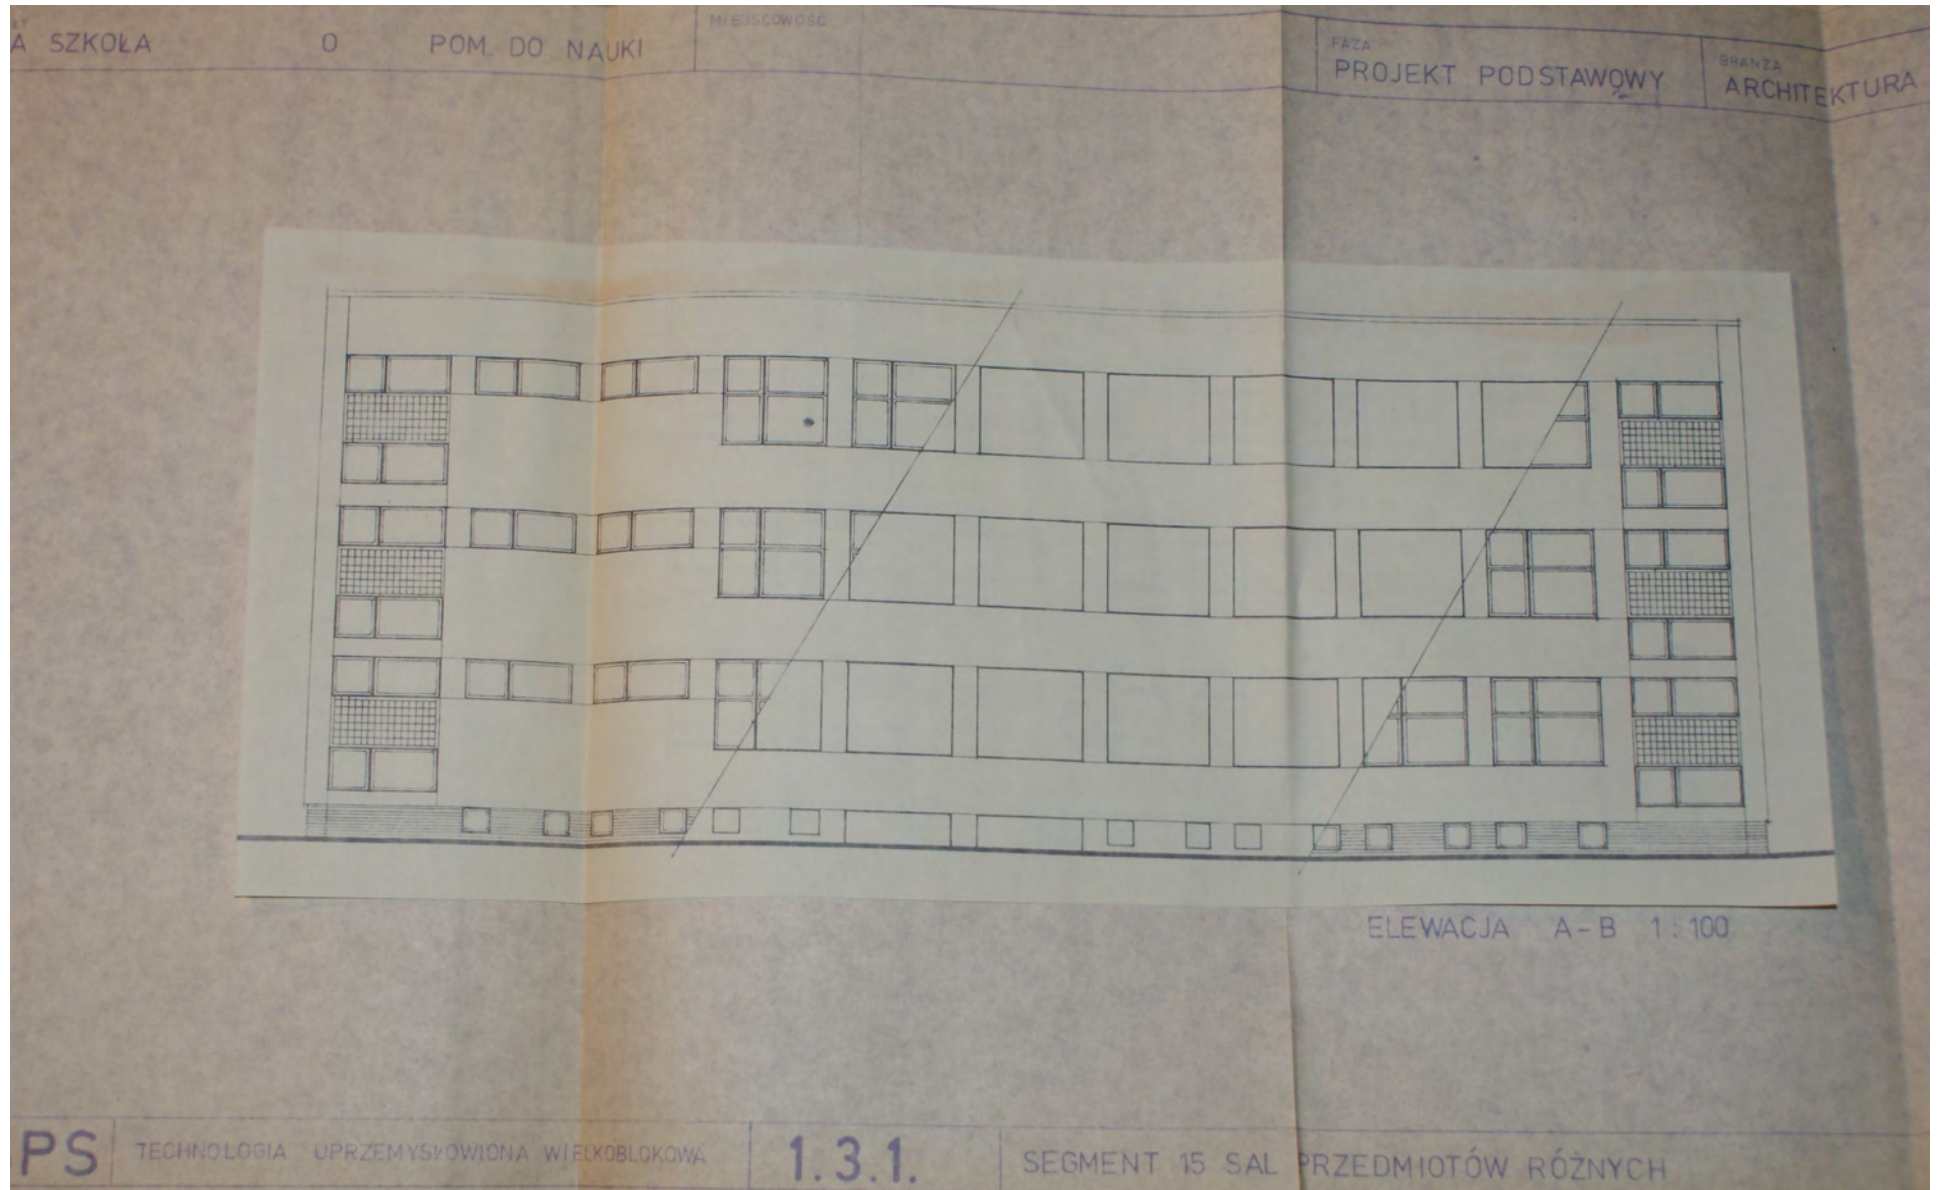 A SZKOŁA O POM. DO NAUKI
MIEJSCOWOŚĆ
FAZA
PROJEKT PODSTAWOWY
BRANŻA
ARCHITEKTURA
ELEWACJA A-B 1:100
PS
TECHNOLOGIA UPRZEMYSŁOWIONA WIELKOBLOKOWA
1.3.1.
SEGMENT 15 SAL PRZEDMIOTÓW RÓŻNYCH